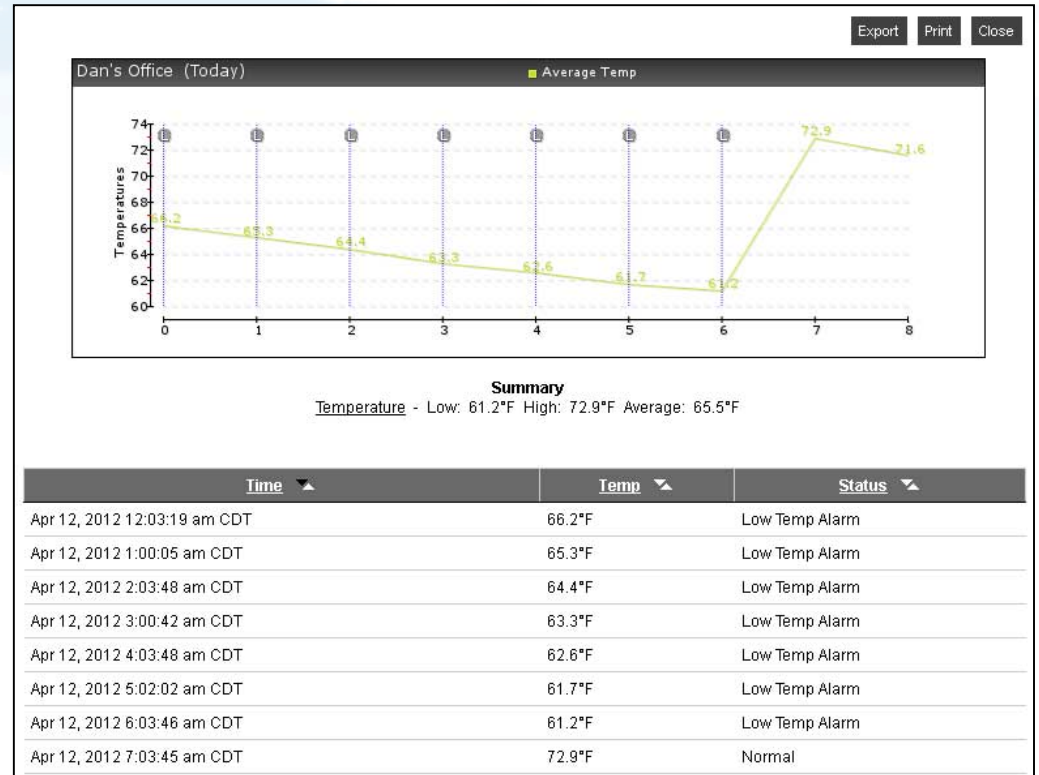 Export Print Close
Dan's Office (Today) Average Temp
74
72
70
68
66
64
62
60
Temperatures
L L L L L L L
66.2 65.3 64.4 63.3 62.6 61.7 61.2 72.9 71.6
0 1 2 3 4 5 6 7 8
Summary
Temperature - Low: 61.2°F High: 72.9°F Average: 65.5°F
Time Temp Status
Apr 12, 2012 12:03:19 am CDT 66.2°F Low Temp Alarm
Apr 12, 2012 1:00:05 am CDT 65.3°F Low Temp Alarm
Apr 12, 2012 2:03:48 am CDT 64.4°F Low Temp Alarm
Apr 12, 2012 3:00:42 am CDT 63.3°F Low Temp Alarm
Apr 12, 2012 4:03:48 am CDT 62.6°F Low Temp Alarm
Apr 12, 2012 5:02:02 am CDT 61.7°F Low Temp Alarm
Apr 12, 2012 6:03:46 am CDT 61.2°F Low Temp Alarm
Apr 12, 2012 7:03:45 am CDT 72.9°F Normal